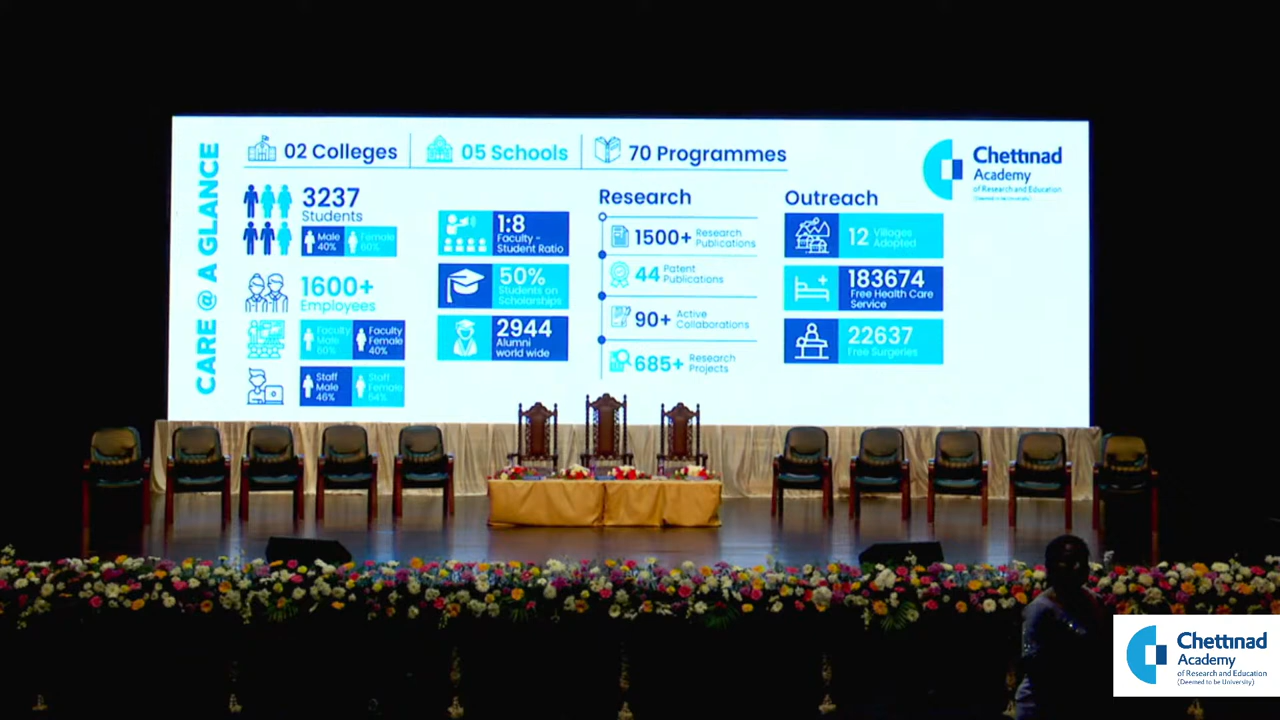 CARE @ A GLANCE
02 Colleges
05 Schools
70 Programmes
3237
Students
Male
40%
Female
60%
1600+
Employees
Faculty
Male
60%
Faculty
Female
40%
Staff
Male
46%
Staff
Female
54%
1:8
Faculty -
Student Ratio
50%
Students on
Scholarships
2944
Alumni
world wide
Research
1500+ Research
Publications
44 Patent
Publications
90+ Active
Collaborations
685+ Research
Projects
Outreach
12 Villages
Adopted
183674
Free Health Care
Service
22637
Free Surgeries
Chettinad
Academy
of Research and Education
(Deemed to be University)
Chettinad
Academy
of Research and Education
(Deemed to be University)